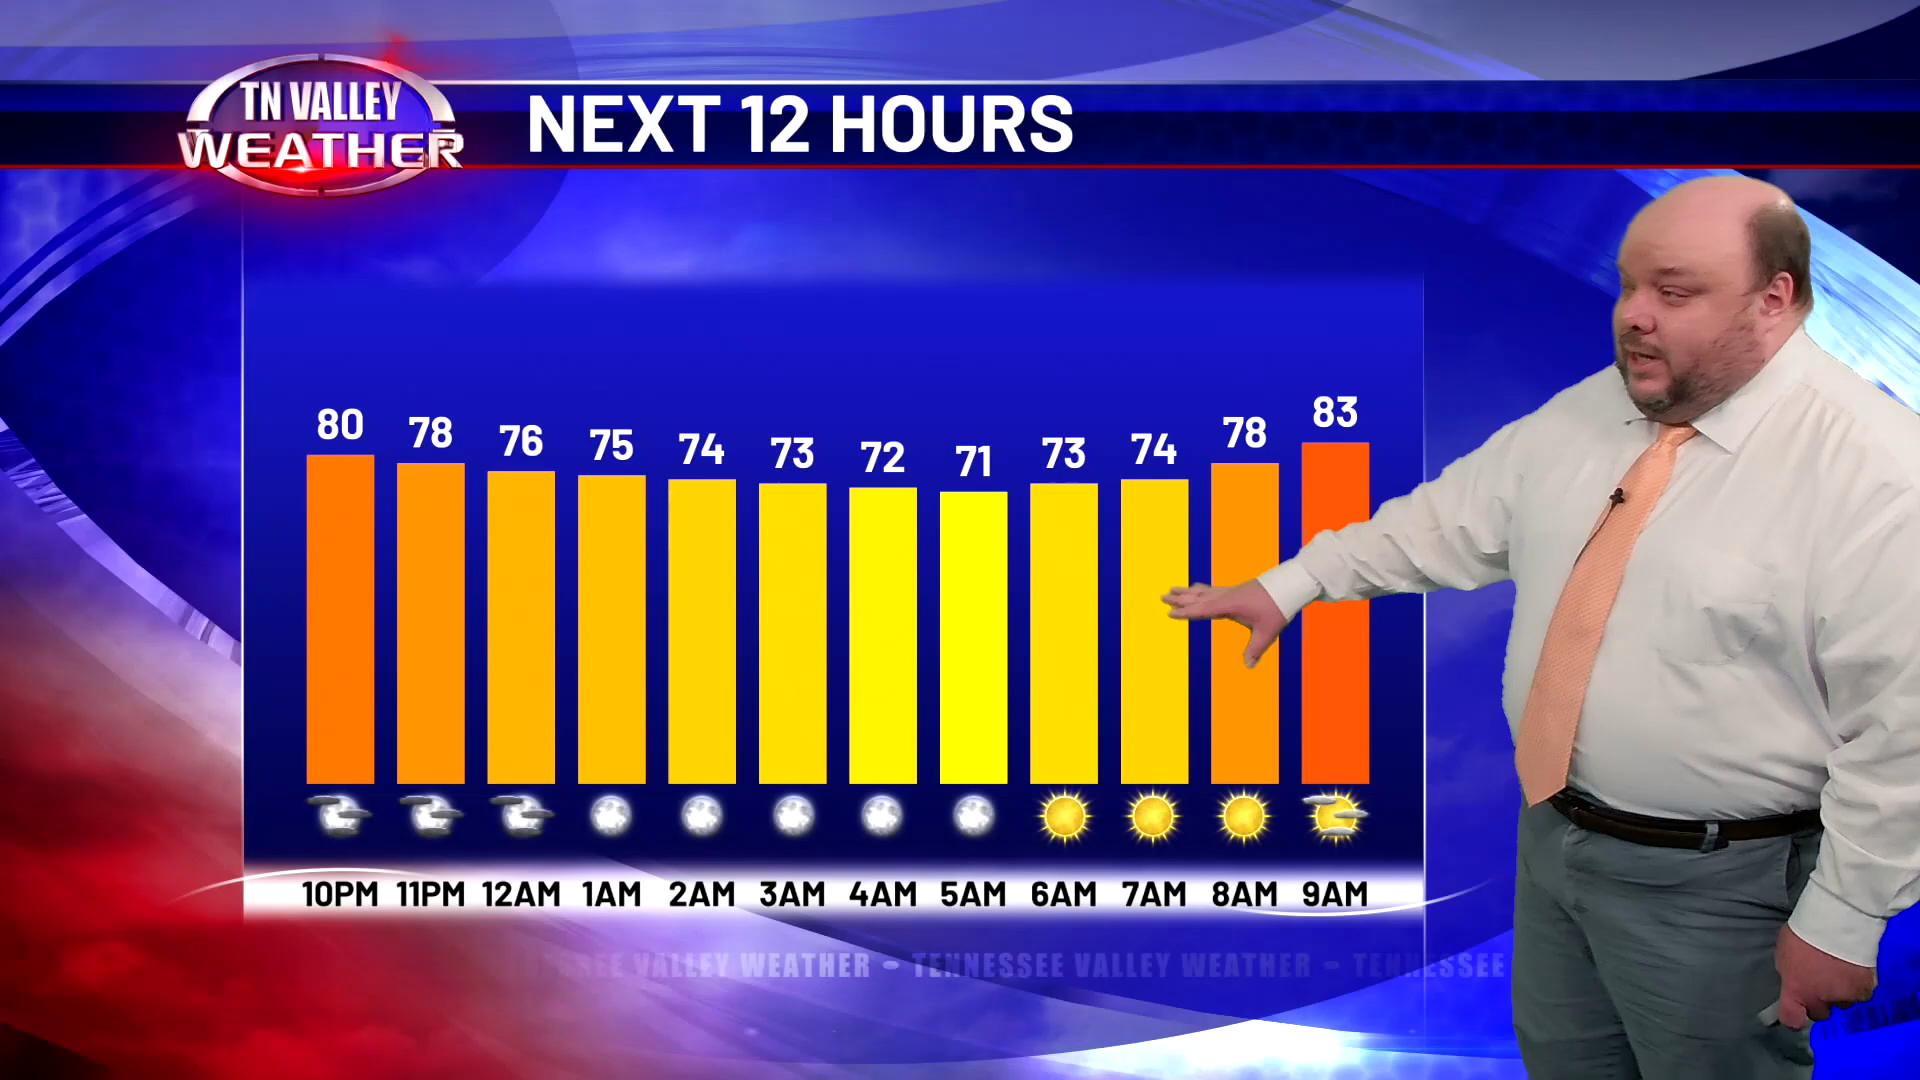 TN VALLEY
WEATHER
NEXT 12 HOURS
80 78 76 75 74 73 72 71 73 74 78 83
10PM 11PM 12AM 1AM 2AM 3AM 4AM 5AM 6AM 7AM 8AM 9AM
VALLEY WEATHER - TENNESSEE VALLEY WEATHER - TENNESSEE